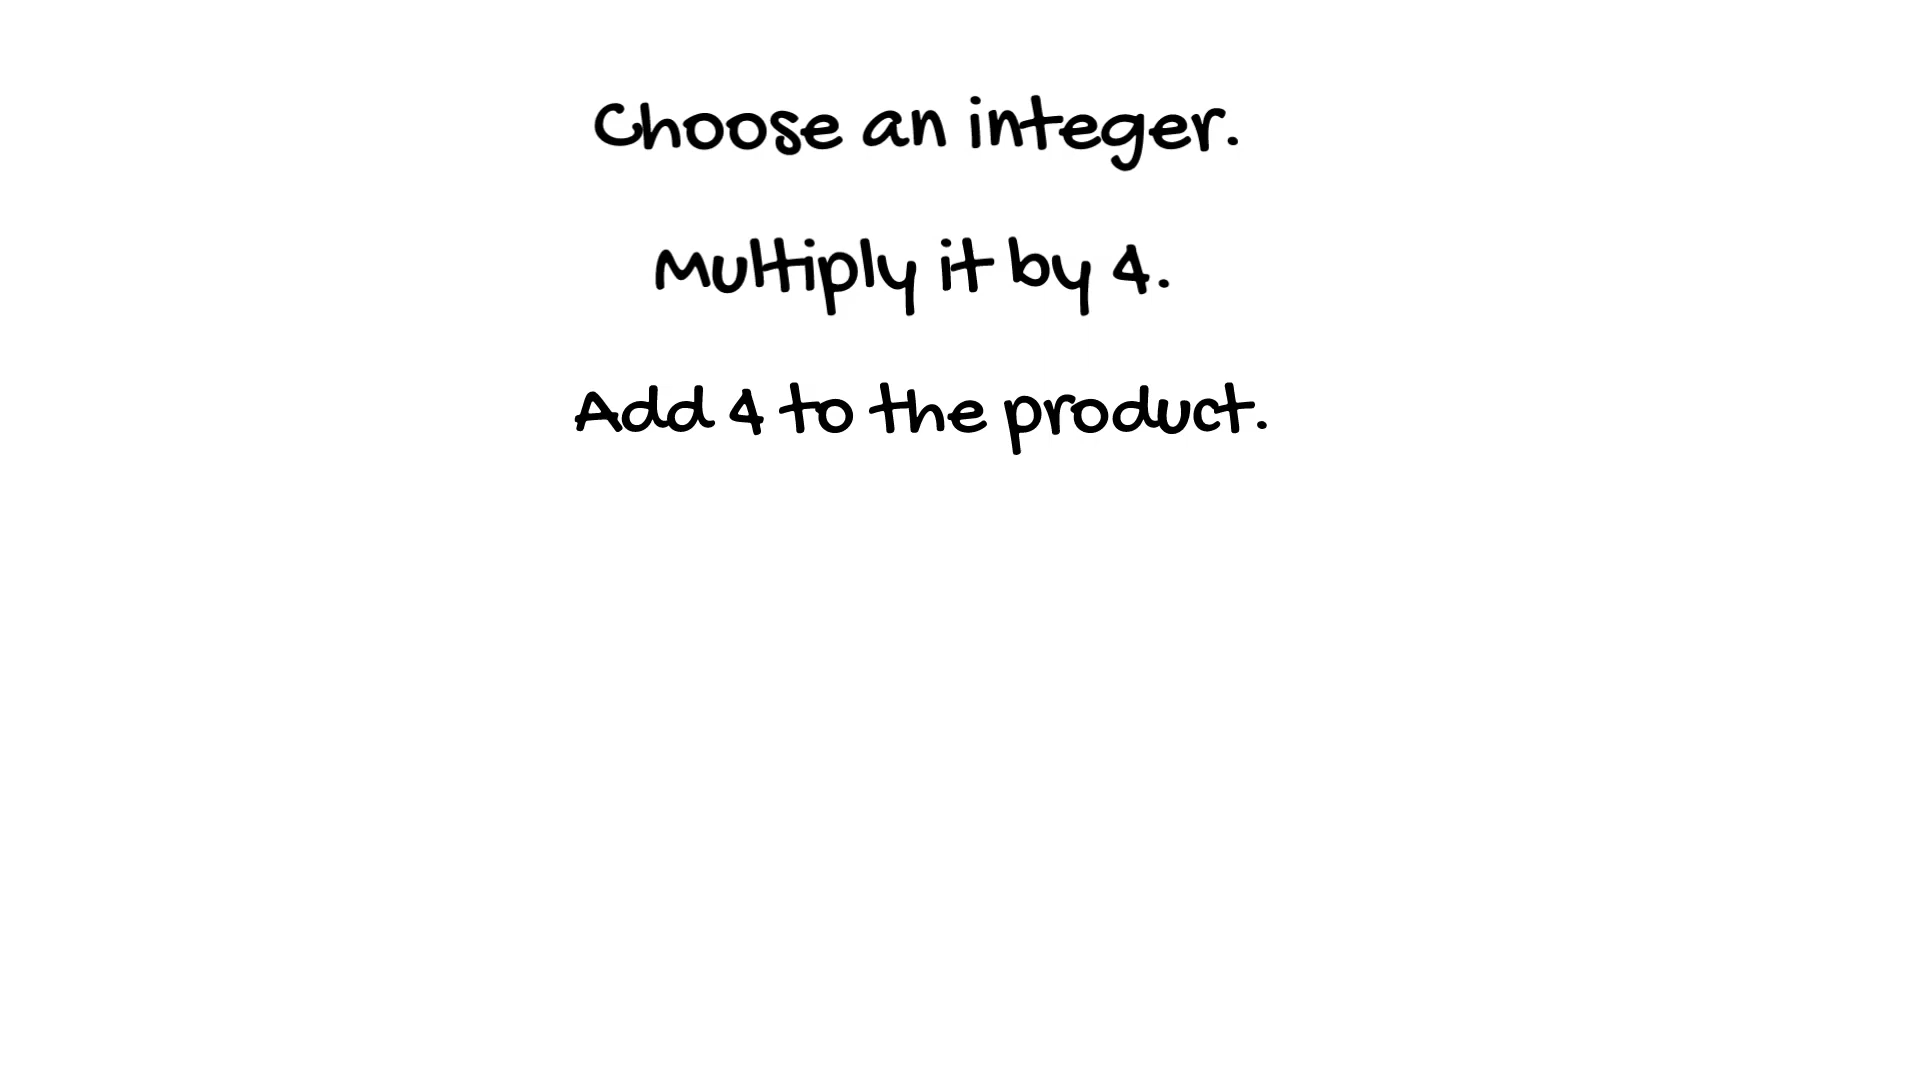 Choose an integer.
Multiply it by 4.
Add 4 to the product.